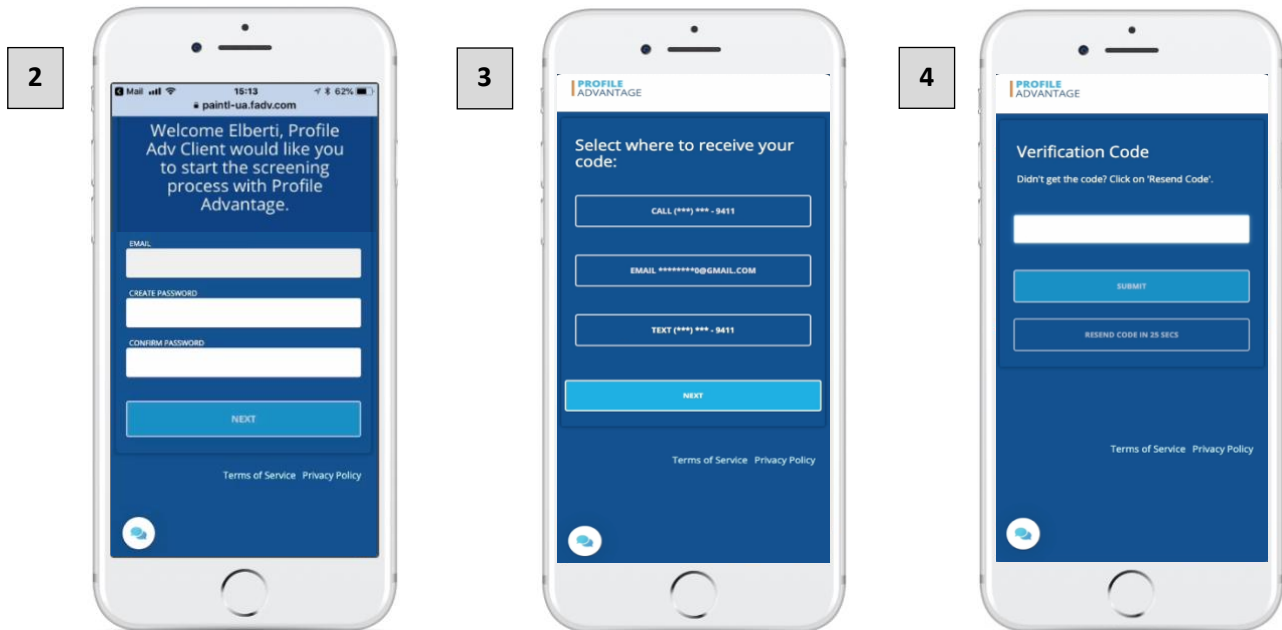 2
Mail 15:13 62%
paintl-ua.fadv.com
Welcome Elberti, Profile
Adv Client would like you
to start the screening
process with Profile
Advantage.
EMAIL
CREATE PASSWORD
CONFIRM PASSWORD
NEXT
Terms of Service Privacy Policy
3
PROFILE
ADVANTAGE
Select where to receive your
code:
CALL (***) *** - 9411
EMAIL ********0@GMAIL.COM
TEXT (***) *** - 9411
NEXT
Terms of Service Privacy Policy
4
PROFILE
ADVANTAGE
Verification Code
Didn't get the code? Click on 'Resend Code'.
SUBMIT
RESEND CODE IN 25 SECS
Terms of Service Privacy Policy